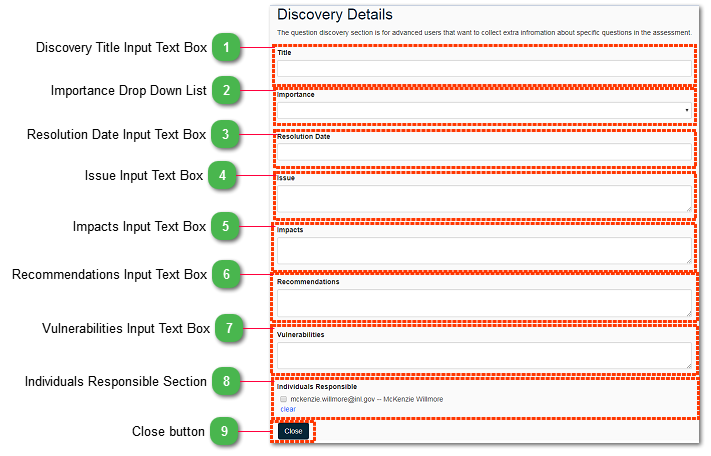 Discovery Details
The question discovery section is for advanced users that want to collect extra infromation about specific questions in the assessment.
Discovery Title Input Text Box 1
Title
Importance Drop Down List 2
Importance
Resolution Date Input Text Box 3
Resolution Date
Issue Input Text Box 4
Issue
Impacts Input Text Box 5
Impacts
Recommendations Input Text Box 6
Recommendations
Vulnerabilities Input Text Box 7
Vulnerabilities
Individuals Responsible Section 8
Individuals Responsible
mckenzie.willmore@inl.gov -- McKenzie Willmore
clear
Close button 9
Close